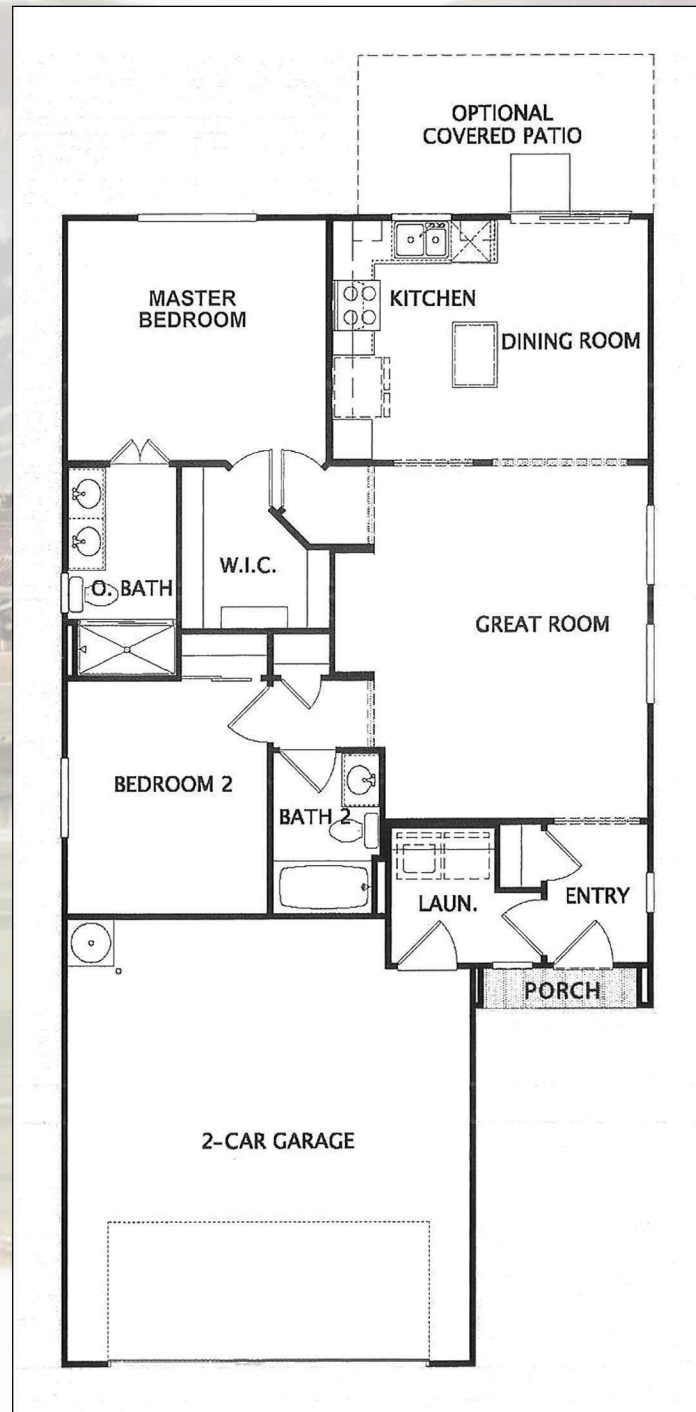 OPTIONAL
COVERED PATIO
MASTER
BEDROOM
KITCHEN
DINING ROOM
O. BATH
W.I.C.
GREAT ROOM
BEDROOM 2
BATH 2
LAUN.
ENTRY
PORCH
2-CAR GARAGE